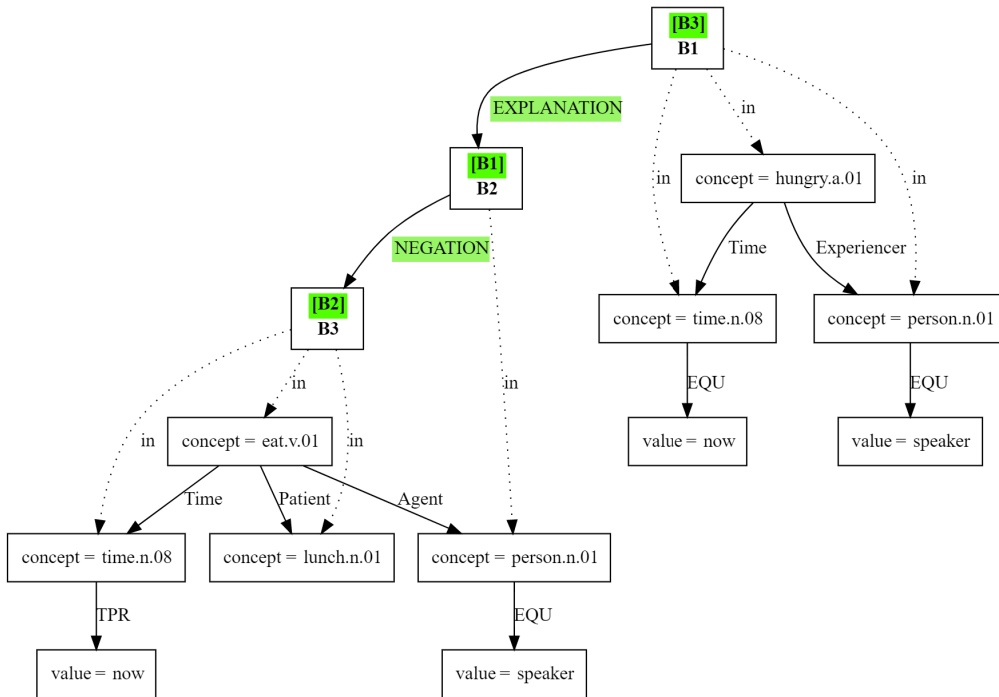 [B3]
B1
EXPLANATION
in
[B1]
B2
in
concept = hungry.a.01
in
NEGATION
Time
Experiencer
[B2]
B3
concept = time.n.08
concept = person.n.01
in
in
EQU
EQU
in
in
concept = eat.v.01
value = now
value = speaker
Time
Patient
Agent
concept = time.n.08
concept = lunch.n.01
concept = person.n.01
TPR
EQU
value = now
value = speaker